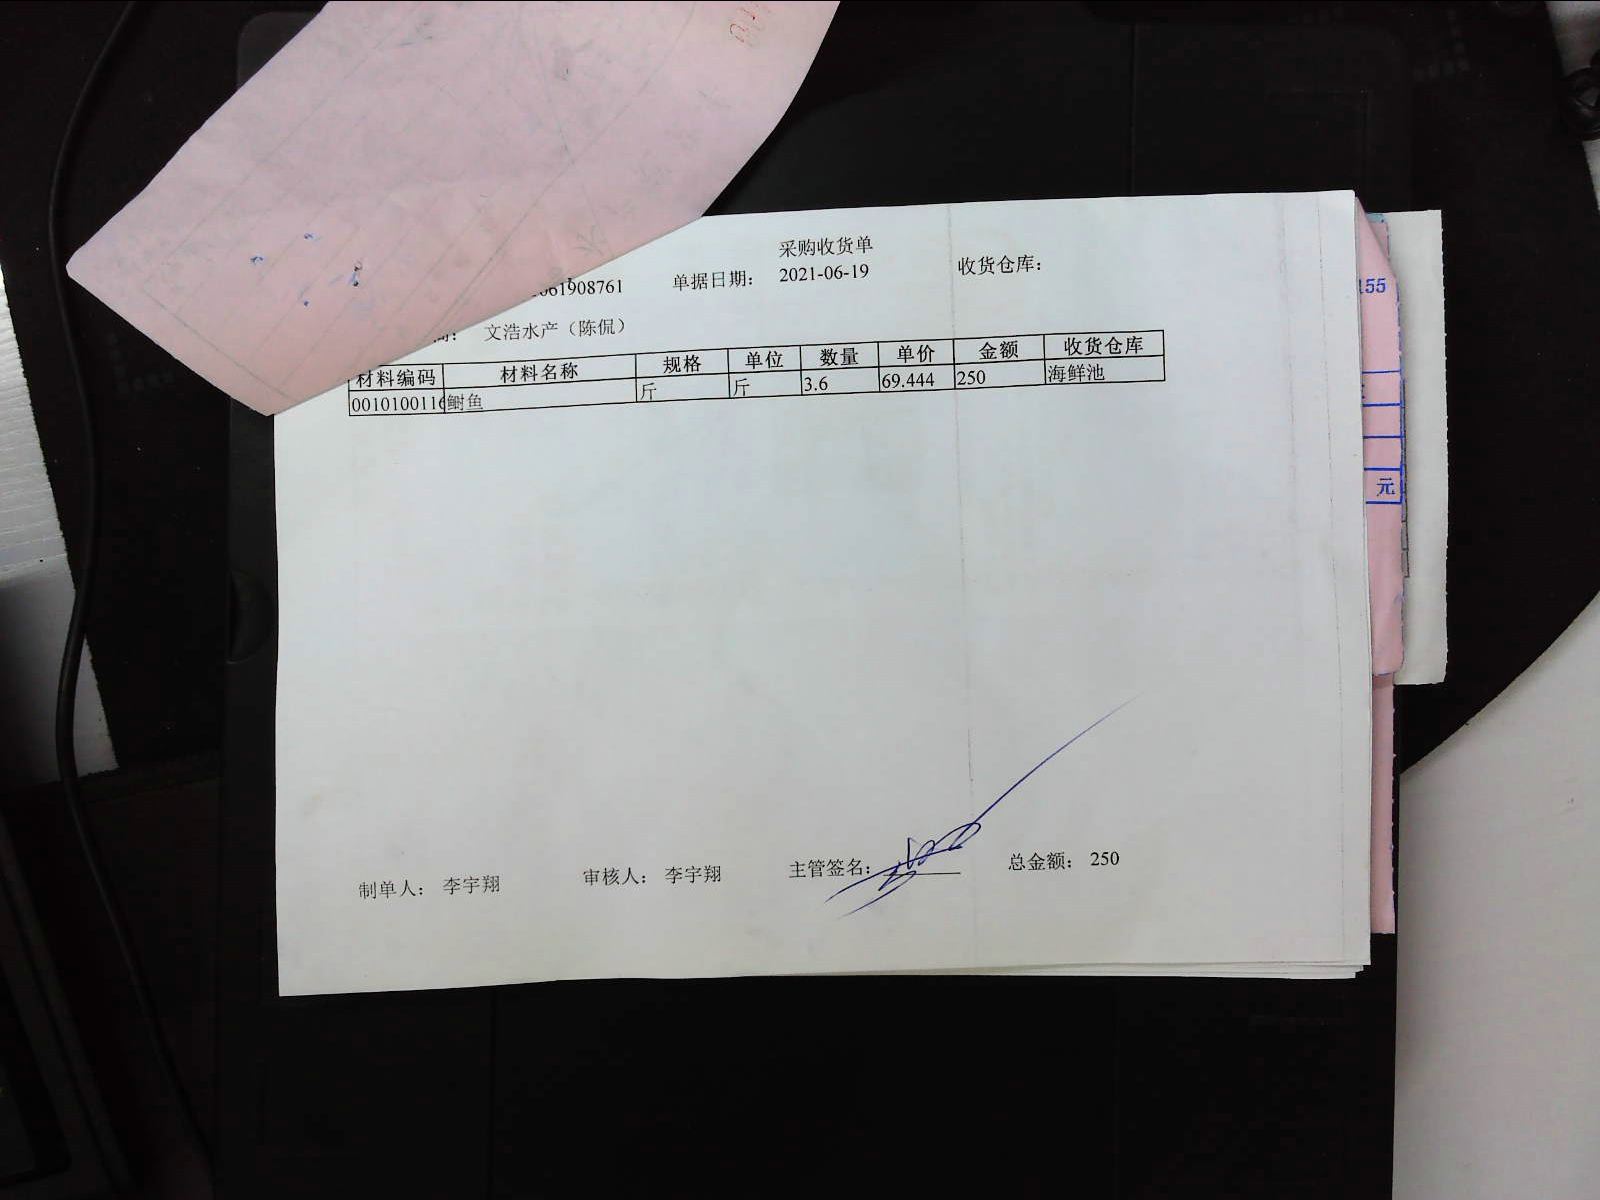 采购收货单
061908761 单据日期: 2021-06-19 收货仓库:
商: 文浩水产(陈侃)
材料编码 材料名称 规格 单位 数量 单价 金额 收货仓库
0010100116 鲥鱼 斤 斤 3.6 69.444 250 海鲜池
制单人: 李宇翔 审核人: 李宇翔 主管签名: 总金额: 250
155
元